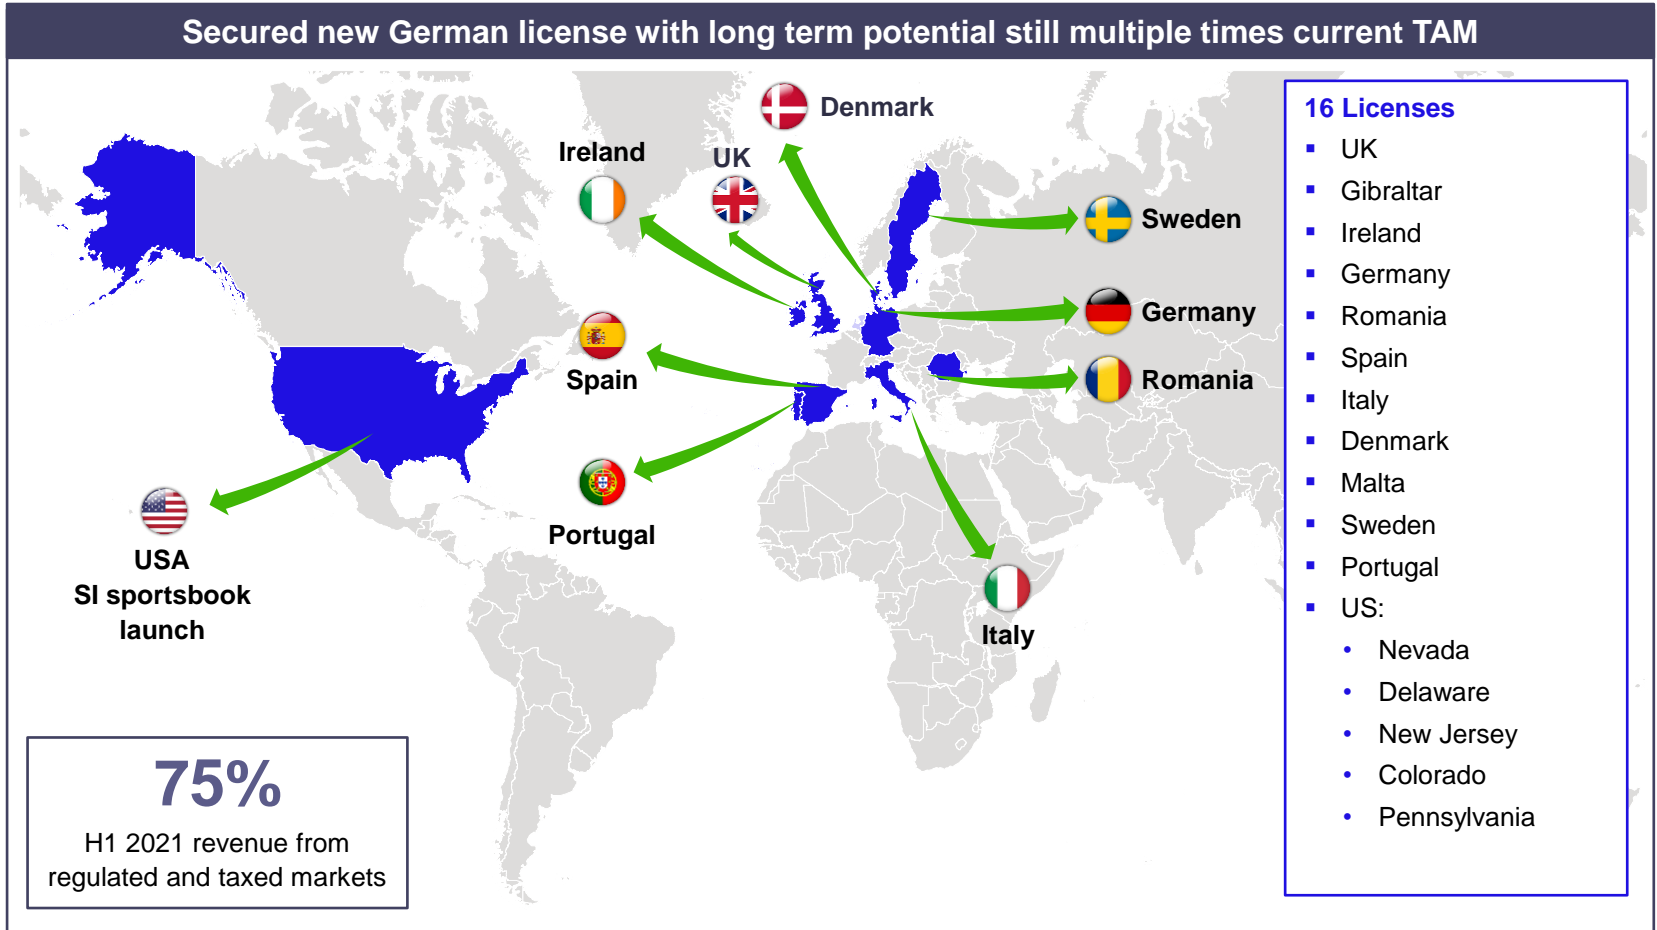 Secured new German license with long term potential still multiple times current TAM
Denmark
Ireland
UK
Sweden
Germany
Spain
Romania
Portugal
USA
SI sportsbook
launch
Italy
75%
H1 2021 revenue from
regulated and taxed markets
16 Licenses
▪ UK
▪ Gibraltar
▪ Ireland
▪ Germany
▪ Romania
▪ Spain
▪ Italy
▪ Denmark
▪ Malta
▪ Sweden
▪ Portugal
▪ US:
• Nevada
• Delaware
• New Jersey
• Colorado
• Pennsylvania